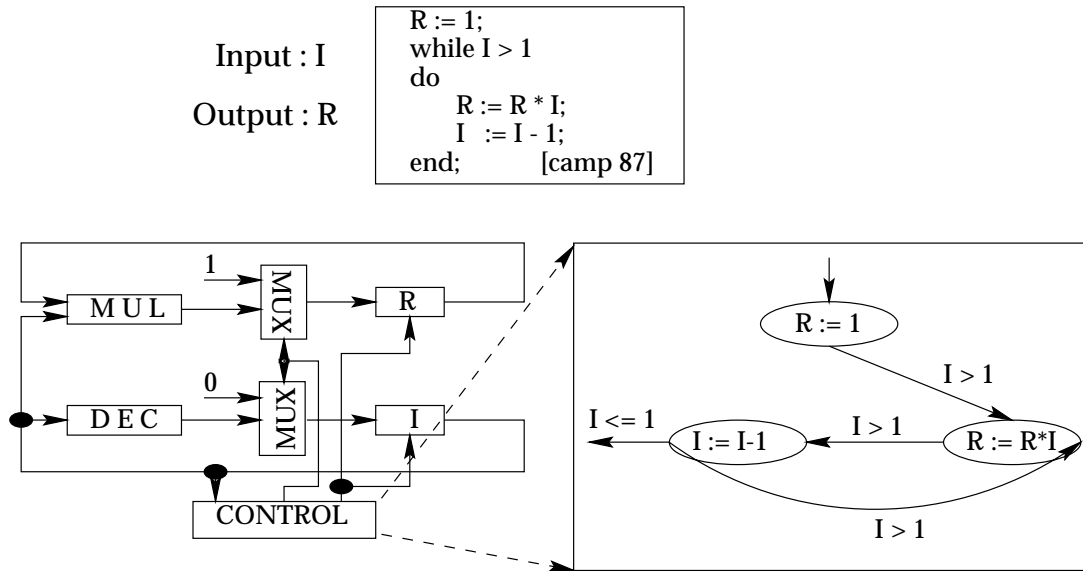 Input : I
Output : R
R := 1;
while I > 1
do
R := R * I;
I := I - 1;
end; [camp 87]
1
M U L
MUX
R
0
D E C
MUX
I
CONTROL
R := 1
I > 1
I <= 1
I := I-1
I > 1
R := R*I
I > 1